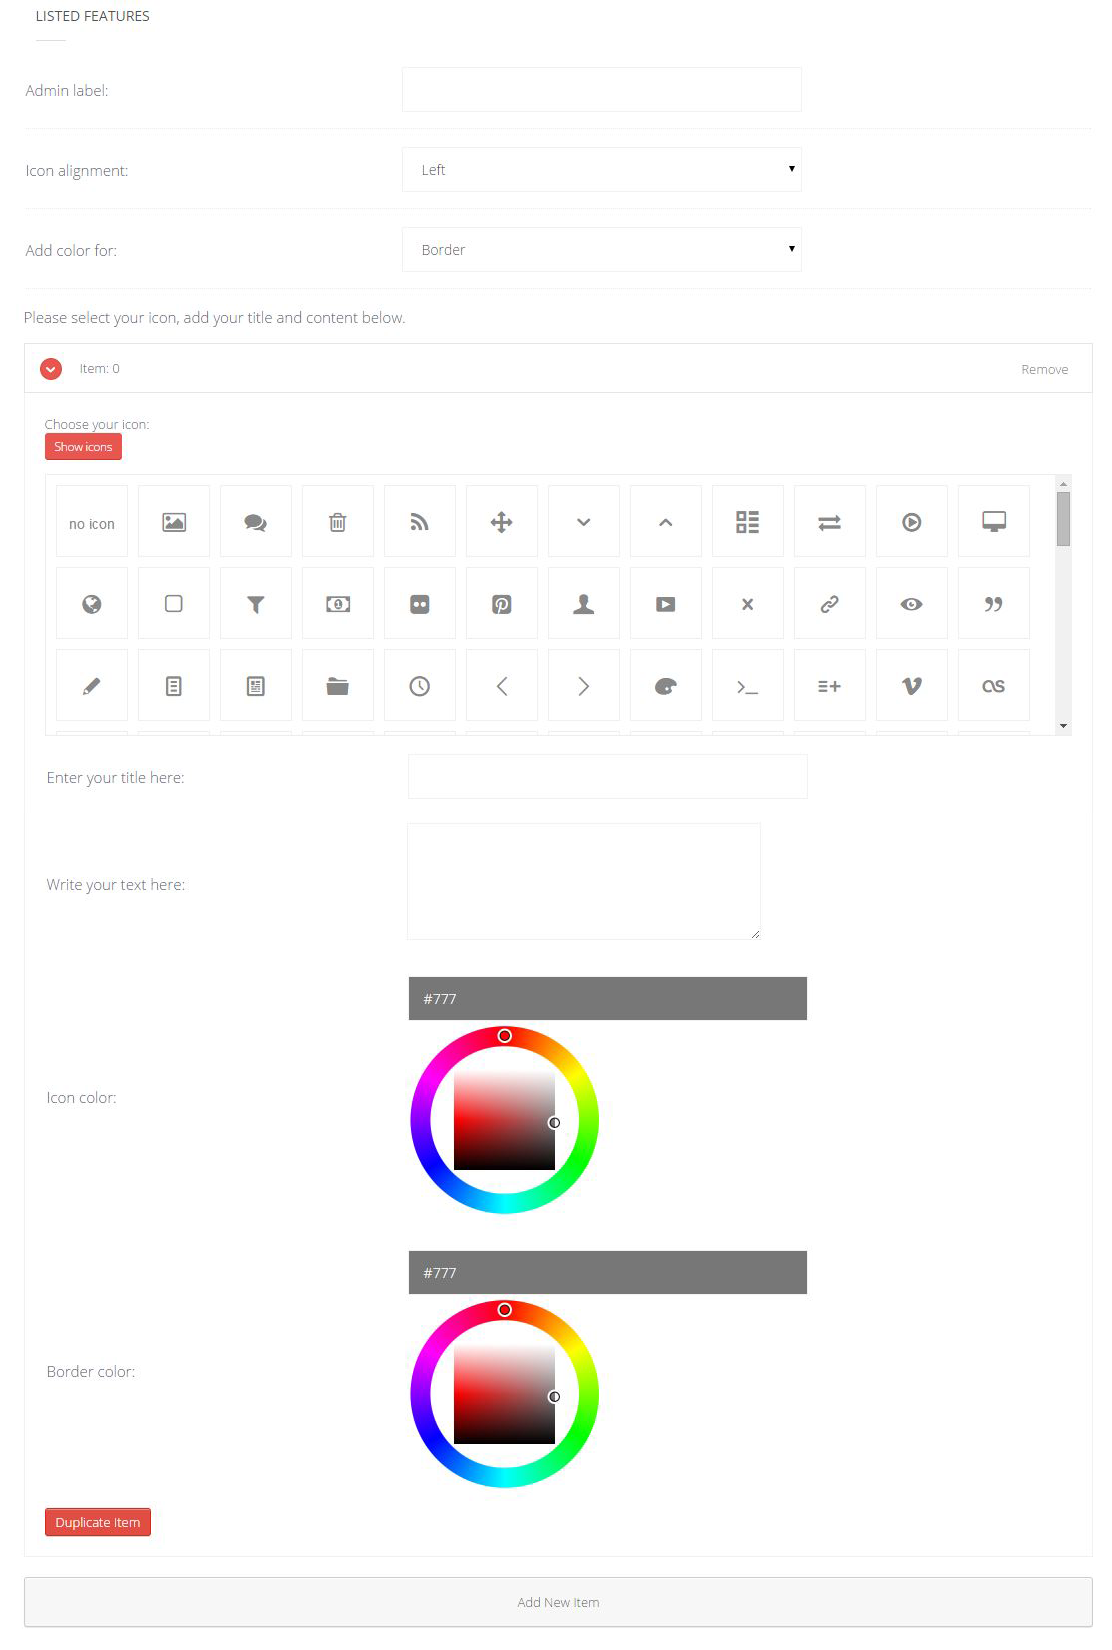 LISTED FEATURES
Admin label:
Icon alignment:
Left
Add color for:
Border
Please select your icon, add your title and content below.
Item: 0
Remove
Choose your icon:
Show icons
no icon
Enter your title here:
Write your text here:
#777
Icon color:
#777
Border color:
Duplicate Item
Add New Item